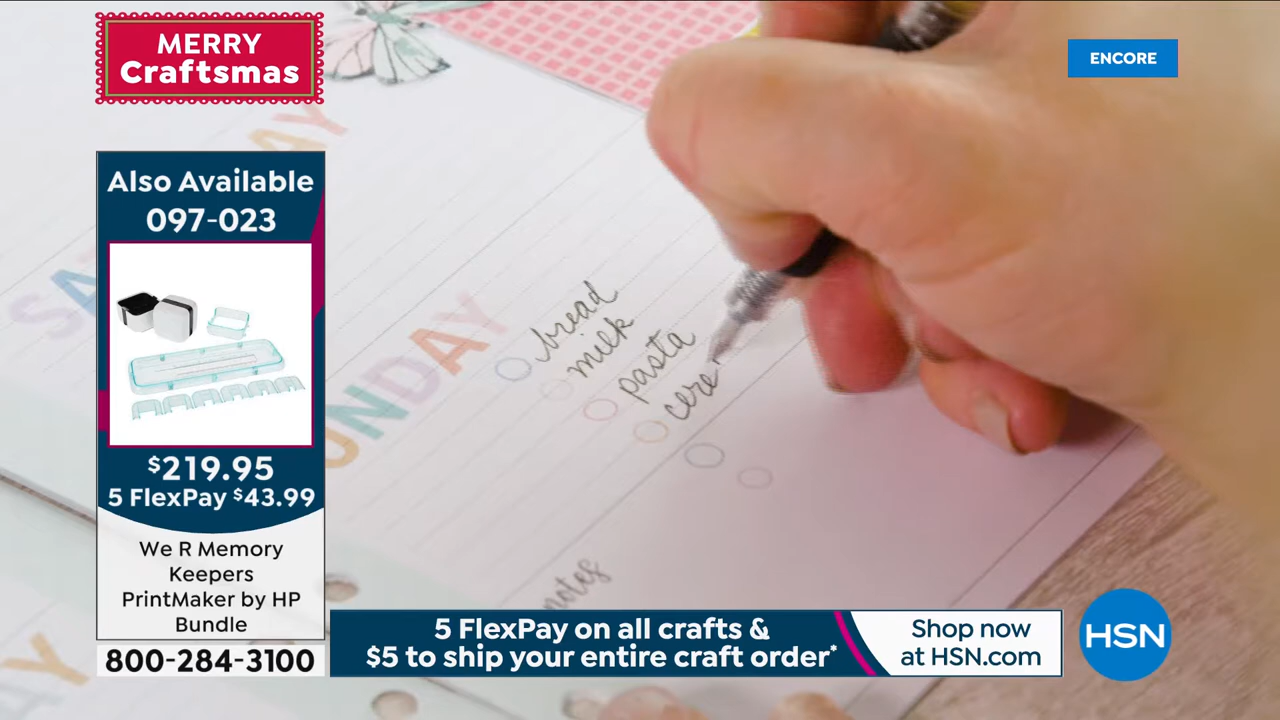 MERRY
Craftsmas
ENCORE
Also Available
097-023
$219.95
5 FlexPay $43.99
We R Memory
Keepers
PrintMaker by HP
Bundle
800-284-3100
5 FlexPay on all crafts &
$5 to ship your entire craft order*
Shop now
at HSN.com
HSN
bread
milk
pasta
cere
notes